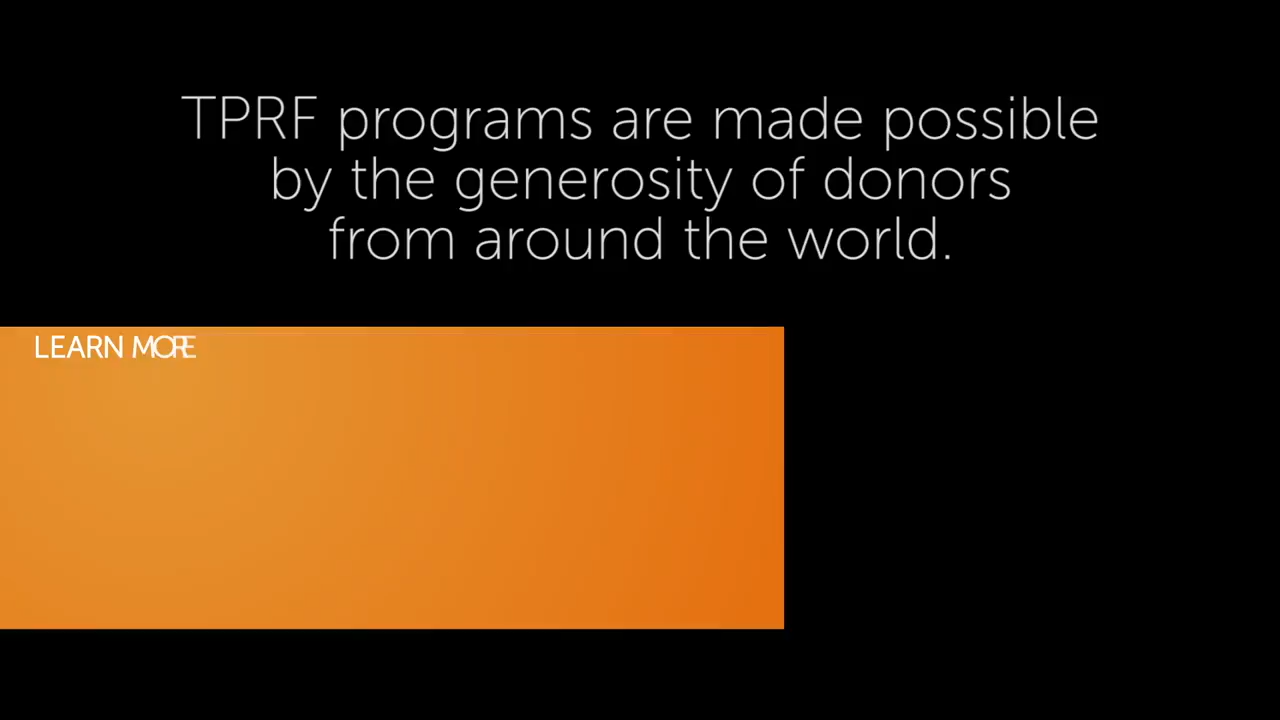 TPRF programs are made possible
by the generosity of donors
from around the world.
LEARN MORE